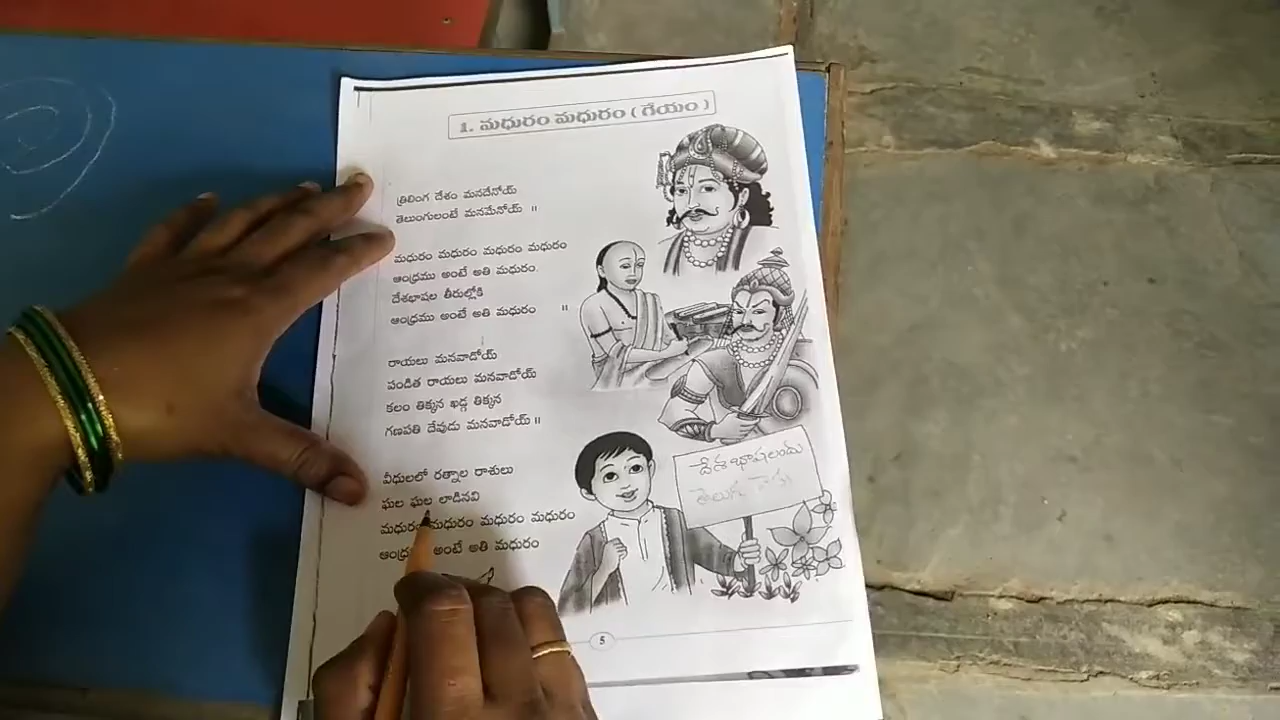 1. మధురం మధురం ( గేయం )
త్రిలింగ దేశం మనదేనోయ్
తెలుంగులంటే మనమేనోయ్ ॥
మధురం మధురం మధురం మధురం
ఆంధ్రము అంటే అతి మధురం.
దేశభాషల తీరుల్లోకి
ఆంధ్రము అంటే అతి మధురం ॥
రాయలు మనవాడోయ్
పండిత రాయలు మనవాడోయ్
కలం తిక్కన ఖడ్గ తిక్కన
గణపతి దేవుడు మనవాడోయ్ ॥
వీధులలో రత్నాల రాశులు
ఘల ఘల లాడినవి
మధురం మధురం మధురం మధురం
ఆంధ్రము అంటే అతి మధురం
దేశ భాషలందు
తెలుగు
5